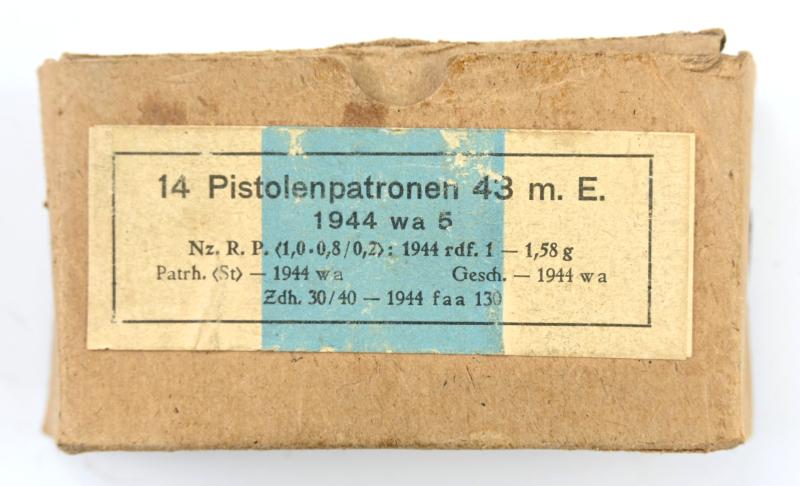 14 Pistolenpatronen 43 m. E.
1944 wa 5
Nz. R. P. ⟨1,0·0,8/0,2⟩: 1944 rdf. 1 — 1,58 g
Patrh. ⟨St⟩ — 1944 wa Gesch. — 1944 wa
Zdh. 30/40 — 1944 faa 130